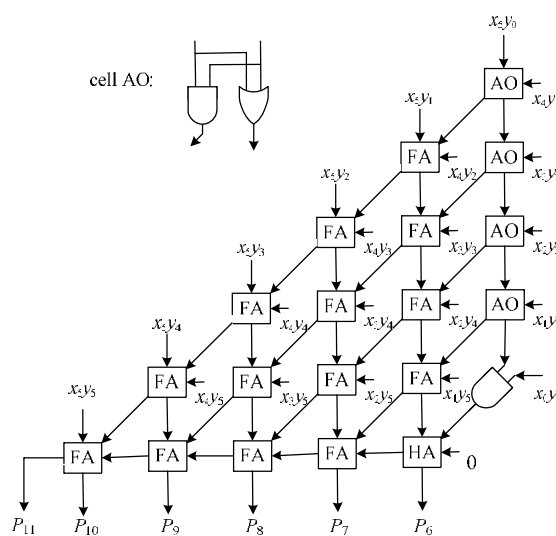 x₅y₀
cell AO:
AO x₄y
x₅y₁
FA x₄y₂ AO x₃y
x₅y₂
FA x₄y₃ FA x₃y₃ AO x₂y
x₅y₃
FA x₄y₄ FA x₃y₄ FA x₂y₄ AO x₁y
x₅y₄
FA x₄y₅ FA x₃y₅ FA x₂y₅ FA x₁y₅ x₀y
x₅y₅
FA FA FA FA HA 0
P₁₁ P₁₀ P₉ P₈ P₇ P₆